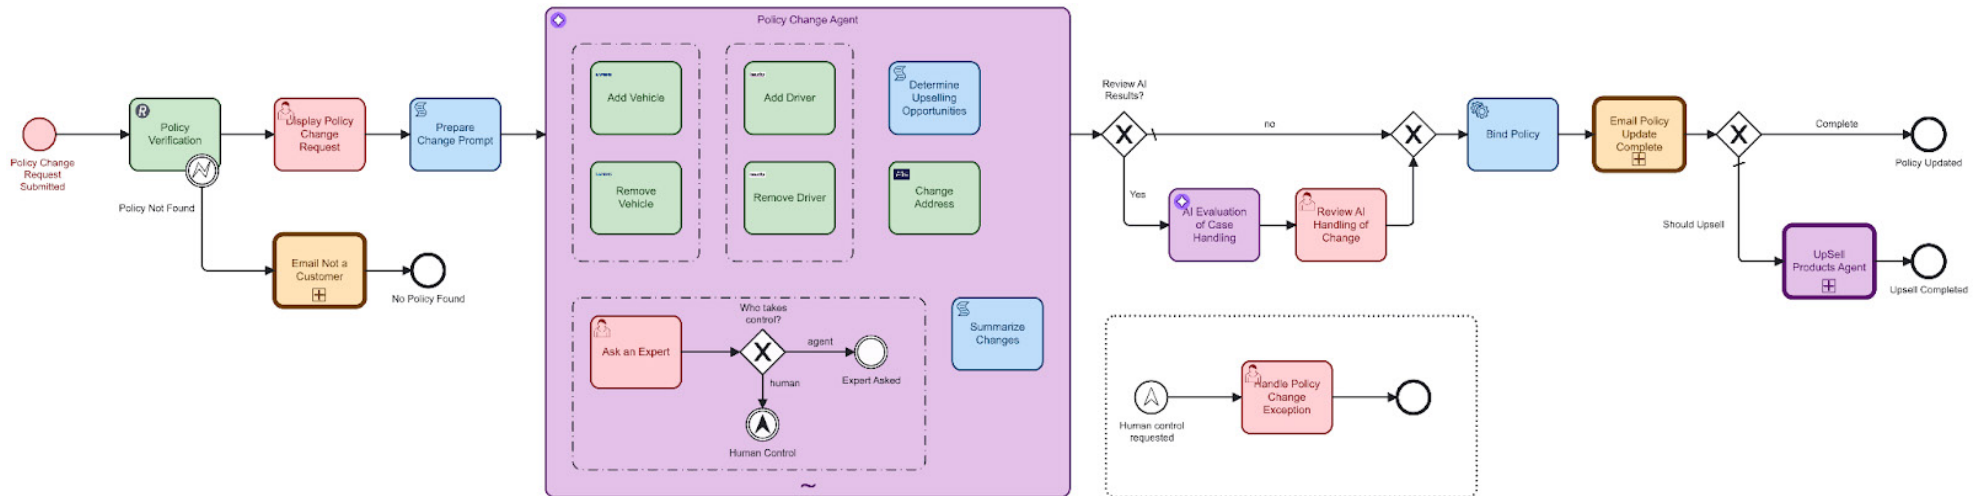 Policy Change
Request
Submitted
R
Policy
Verification
Policy Not Found
Display Policy
Change
Request
Prepare
Change Prompt
Email Not a
Customer
No Policy Found
Policy Change Agent
Add Vehicle
Remove
Vehicle
Add Driver
Remove Driver
Determine
Upselling
Opportunities
Change
Address
Ask an Expert
Who takes
control?
agent
human
Expert Asked
Human Control
Summarize
Changes
Review AI
Results?
no
Yes
AI Evaluation
of Case
Handling
Review AI
Handling of
Change
Bind Policy
Email Policy
Update
Complete
Complete
Policy Updated
Should Upsell
UpSell
Products Agent
Upsell Completed
Human control
requested
Handle Policy
Change
Exception